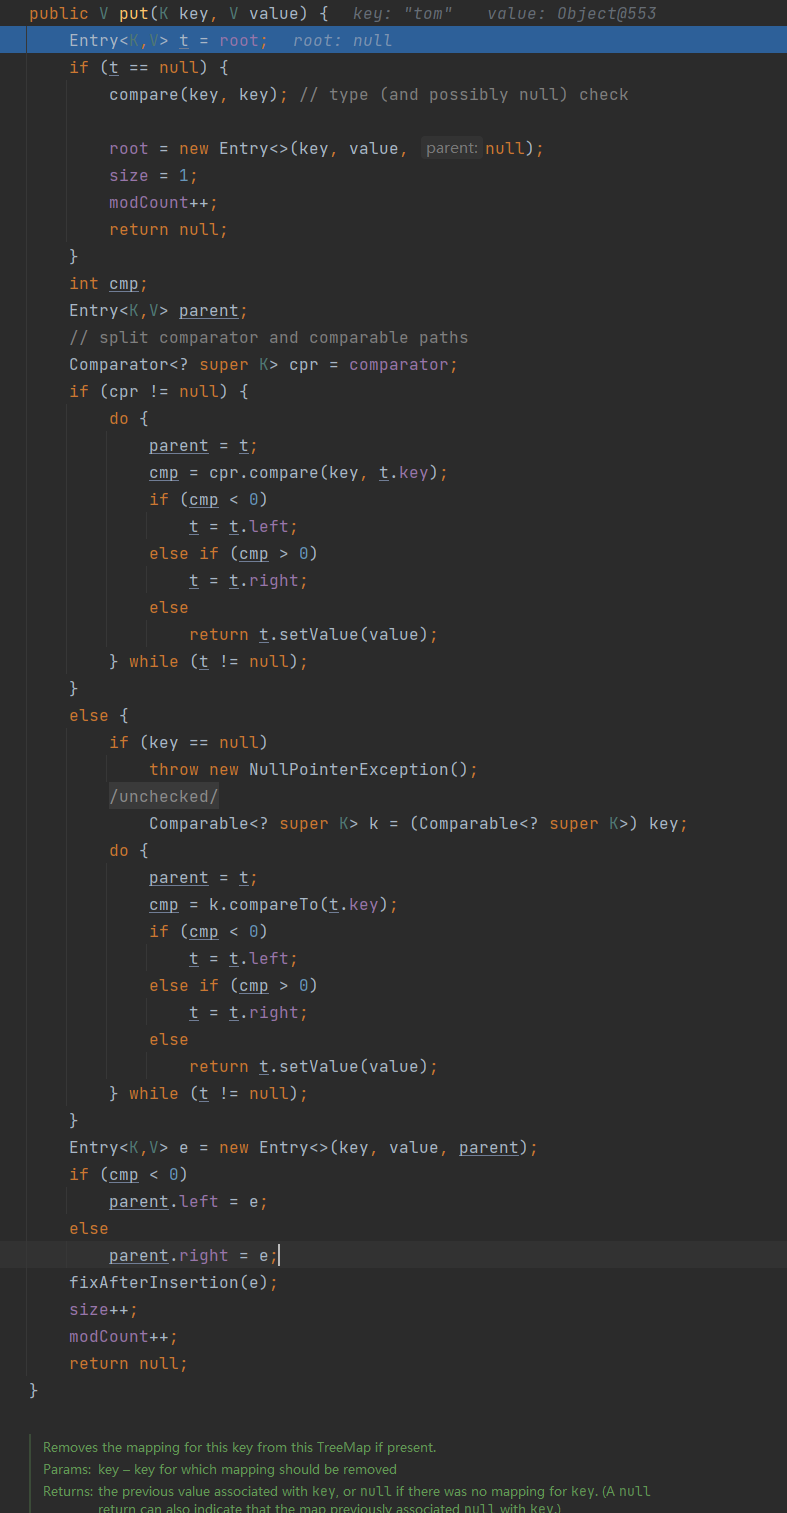 public V put(K key, V value) {  key: "tom"    value: Object@553
    Entry<K,V> t = root;  root: null
    if (t == null) {
        compare(key, key); // type (and possibly null) check

        root = new Entry<>(key, value, parent: null);
        size = 1;
        modCount++;
        return null;
    }
    int cmp;
    Entry<K,V> parent;
    // split comparator and comparable paths
    Comparator<? super K> cpr = comparator;
    if (cpr != null) {
        do {
            parent = t;
            cmp = cpr.compare(key, t.key);
            if (cmp < 0)
                t = t.left;
            else if (cmp > 0)
                t = t.right;
            else
                return t.setValue(value);
        } while (t != null);
    }
    else {
        if (key == null)
            throw new NullPointerException();
        /unchecked/
            Comparable<? super K> k = (Comparable<? super K>) key;
        do {
            parent = t;
            cmp = k.compareTo(t.key);
            if (cmp < 0)
                t = t.left;
            else if (cmp > 0)
                t = t.right;
            else
                return t.setValue(value);
        } while (t != null);
    }
    Entry<K,V> e = new Entry<>(key, value, parent);
    if (cmp < 0)
        parent.left = e;
    else
        parent.right = e;
    fixAfterInsertion(e);
    size++;
    modCount++;
    return null;
}
Removes the mapping for this key from this TreeMap if present.
Params: key – key for which mapping should be removed
Returns: the previous value associated with key, or null if there was no mapping for key. (A null
return can also indicate that the map previously associated null with key.)